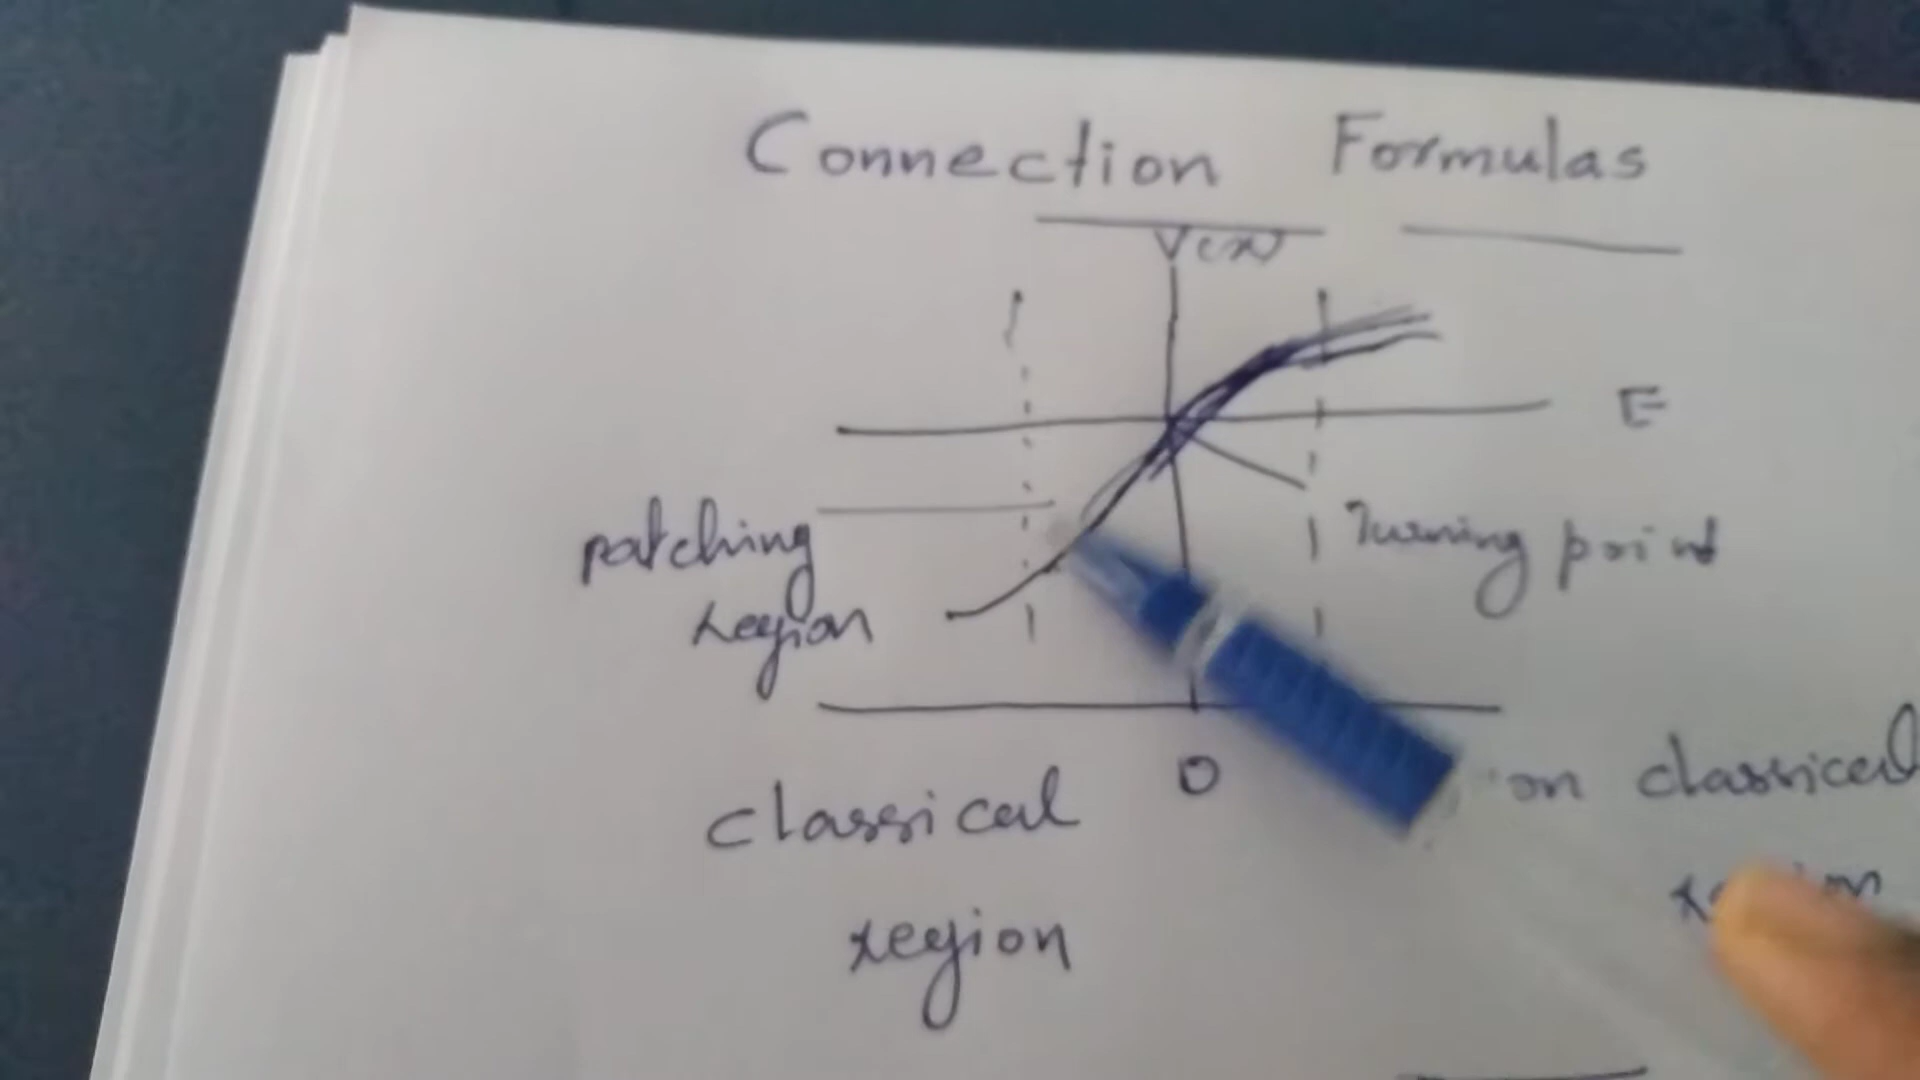 Connection Formulas
V(x)
E
patching
region
Turning point
0
classical
on classical
region